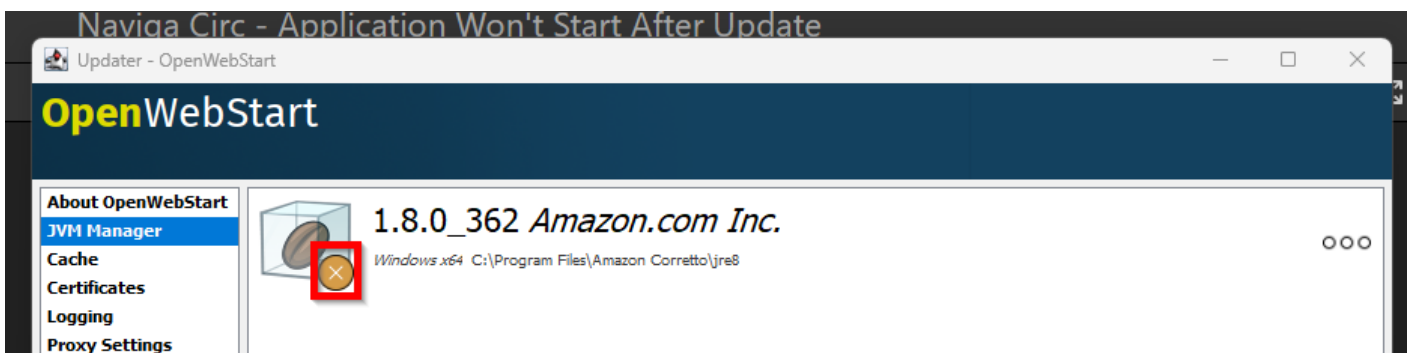 Naviga Circ - Application Won't Start After Update
Updater - OpenWebStart
OpenWebStart
About OpenWebStart
JVM Manager
Cache
Certificates
Logging
Proxy Settings
1.8.0_362 Amazon.com Inc.
Windows x64 C:\Program Files\Amazon Corretto\jre8